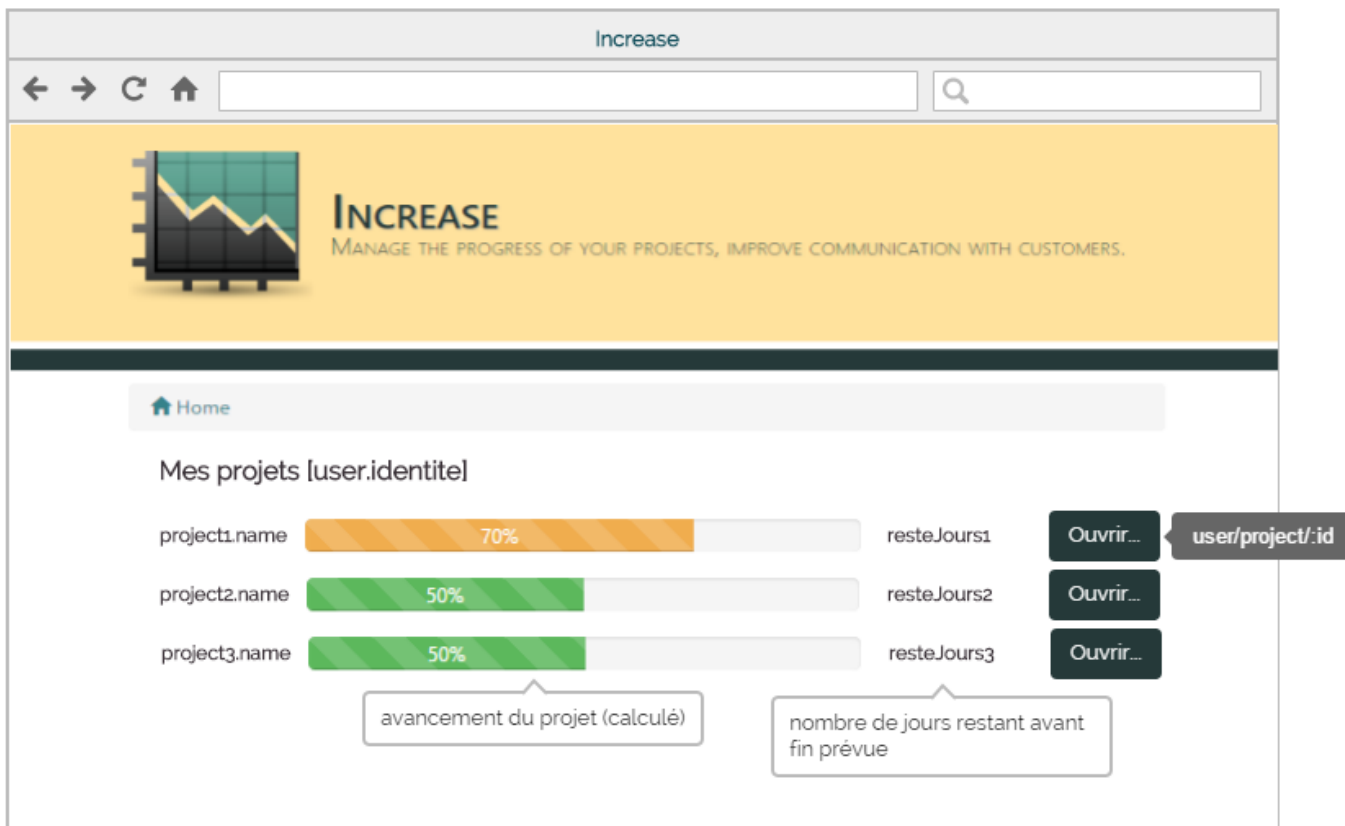 Increase
INCREASE
MANAGE THE PROGRESS OF YOUR PROJECTS, IMPROVE COMMUNICATION WITH CUSTOMERS.
Home
Mes projets [user.identite]
project1.name 70% resteJours1 Ouvrir... user/project/:id
project2.name 50% resteJours2 Ouvrir...
project3.name 50% resteJours3 Ouvrir...
avancement du projet (calculé)
nombre de jours restant avant
fin prévue